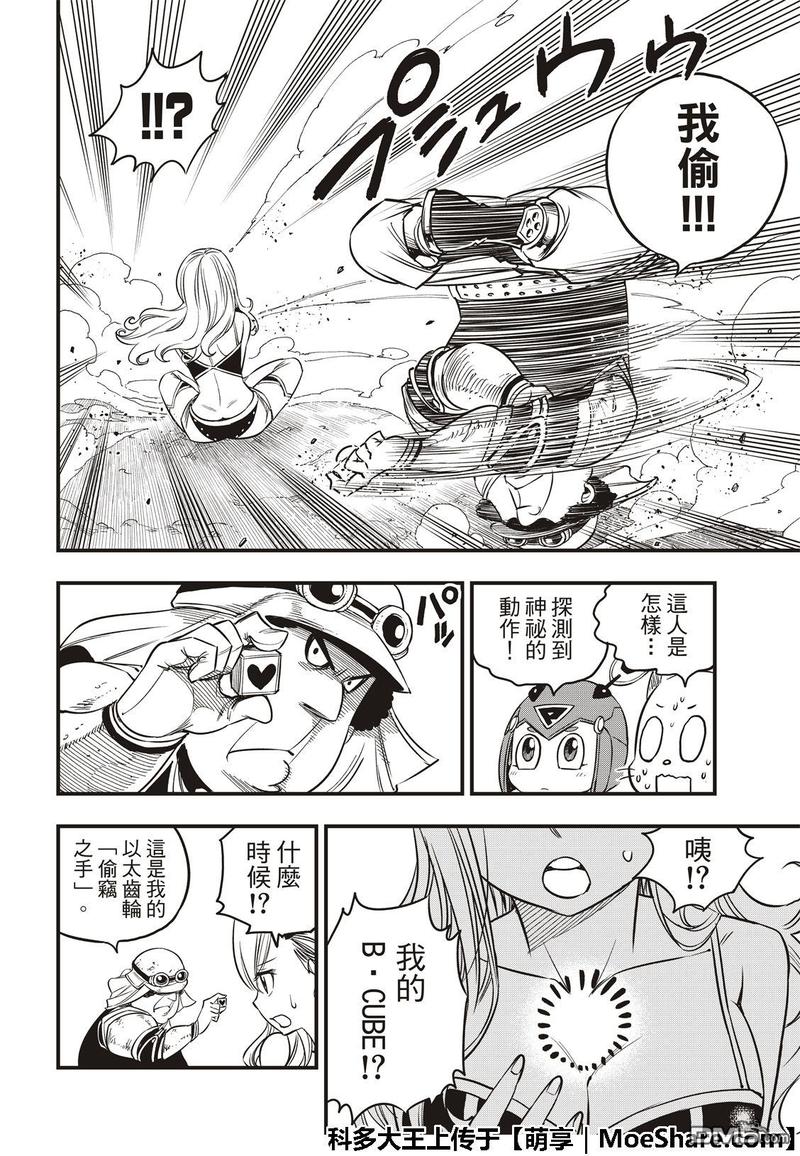 我偷!!!
ペシュウゥゥ
!!?
這人是
怎樣…
探測到
神祕的
動作！
パッ
咦!?
我的
B·CUBE!?
什麼
時候!?
這是我的
以太齒輪
「偷竊
之手」。
科多大王上传于【萌享｜MoeShare.com】